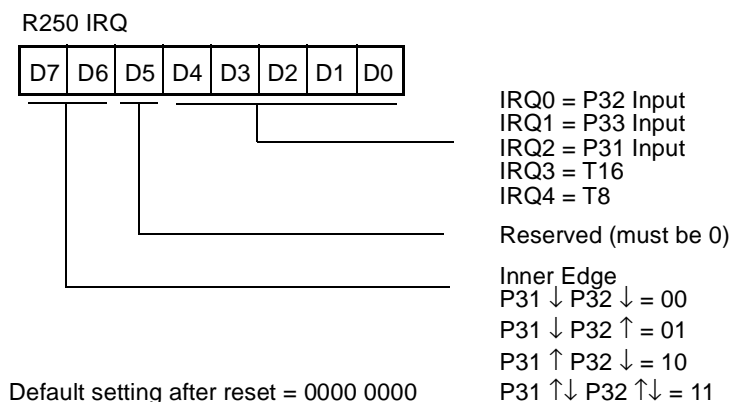 R250 IRQ
D7 D6 D5 D4 D3 D2 D1 D0
IRQ0 = P32 Input
IRQ1 = P33 Input
IRQ2 = P31 Input
IRQ3 = T16
IRQ4 = T8
Reserved (must be 0)
Inner Edge
P31 ↓ P32 ↓ = 00
P31 ↓ P32 ↑ = 01
P31 ↑ P32 ↓ = 10
P31 ↑↓ P32 ↑↓ = 11
Default setting after reset = 0000 0000